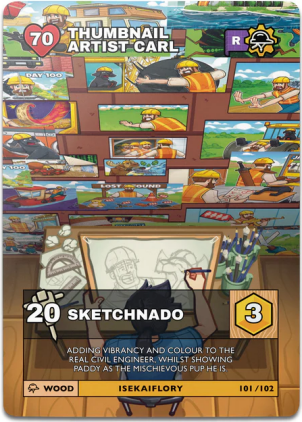 70
THUMBNAIL
ARTIST CARL
R
DAY 100
LOST FOUND
20 SKETCHNADO
3
ADDING VIBRANCY AND COLOUR TO THE
REAL CIVIL ENGINEER, WHILST SHOWING
PADDY AS THE MISCHIEVOUS PUP HE IS
WOOD
ISEKAIFLORY
101/102